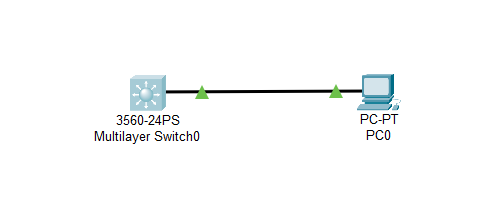 3560-24PS
Multilayer Switch0
PC-PT
PC0